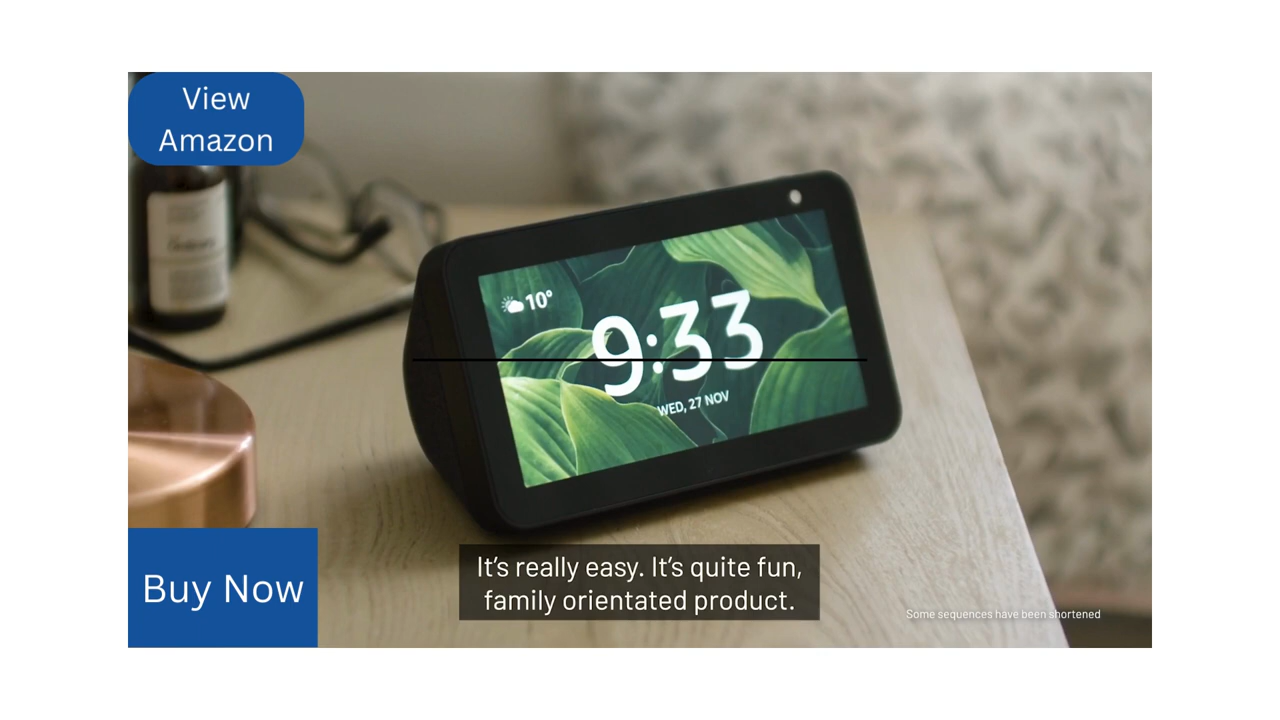 View
Amazon
10°
9:33
WED, 27 NOV
It's really easy. It's quite fun,
family orientated product.
Buy Now
Some sequences have been shortened